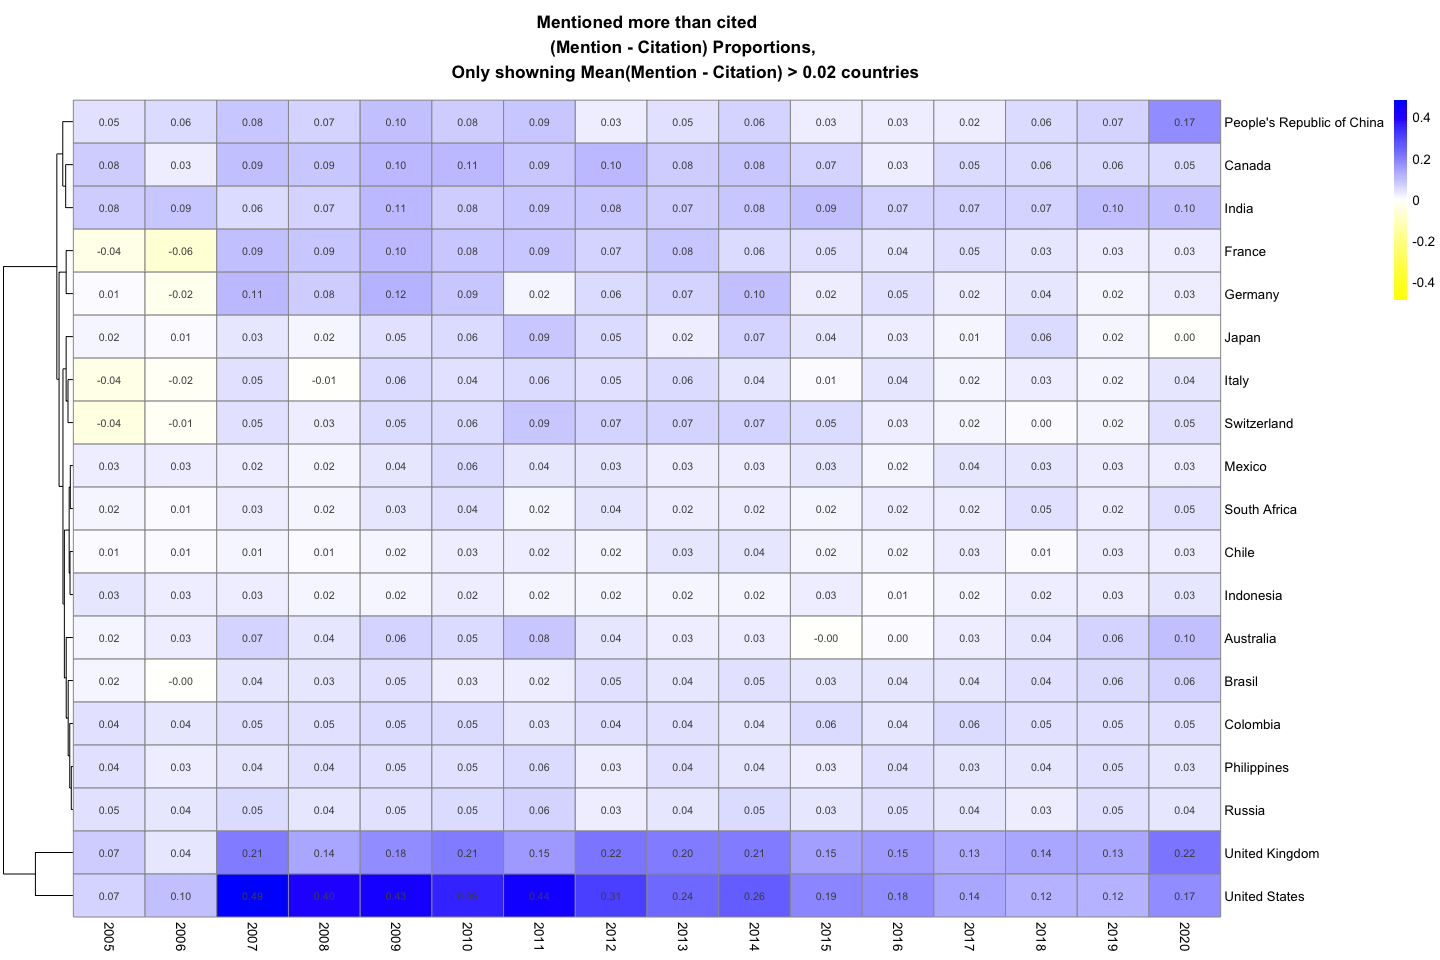 Mentioned more than cited
(Mention - Citation) Proportions,
Only showning Mean(Mention - Citation) > 0.02 countries
0.05 0.06 0.08 0.07 0.10 0.08 0.09 0.03 0.05 0.06 0.03 0.03 0.02 0.06 0.07 0.17 People's Republic of China
0.08 0.03 0.09 0.09 0.10 0.11 0.09 0.10 0.08 0.08 0.07 0.03 0.05 0.06 0.06 0.05 Canada
0.08 0.09 0.06 0.07 0.11 0.08 0.09 0.08 0.07 0.08 0.09 0.07 0.07 0.07 0.10 0.10 India
-0.04 -0.06 0.09 0.09 0.10 0.08 0.09 0.07 0.08 0.06 0.05 0.04 0.05 0.03 0.03 0.03 France
0.01 -0.02 0.11 0.08 0.12 0.09 0.02 0.06 0.07 0.10 0.02 0.05 0.02 0.04 0.02 0.03 Germany
0.02 0.01 0.03 0.02 0.05 0.06 0.09 0.05 0.02 0.07 0.04 0.03 0.01 0.06 0.02 0.00 Japan
-0.04 -0.02 0.05 -0.01 0.06 0.04 0.06 0.05 0.06 0.04 0.01 0.04 0.02 0.03 0.02 0.04 Italy
-0.04 -0.01 0.05 0.03 0.05 0.06 0.09 0.07 0.07 0.07 0.05 0.03 0.02 0.00 0.02 0.05 Switzerland
0.03 0.03 0.02 0.02 0.04 0.06 0.04 0.03 0.03 0.03 0.03 0.02 0.04 0.03 0.03 0.03 Mexico
0.02 0.01 0.03 0.02 0.03 0.04 0.02 0.04 0.02 0.02 0.02 0.02 0.02 0.05 0.02 0.05 South Africa
0.01 0.01 0.01 0.01 0.02 0.03 0.02 0.02 0.03 0.04 0.02 0.02 0.03 0.01 0.03 0.03 Chile
0.03 0.03 0.03 0.02 0.02 0.02 0.02 0.02 0.02 0.02 0.03 0.01 0.02 0.02 0.03 0.03 Indonesia
0.02 0.03 0.07 0.04 0.06 0.05 0.08 0.04 0.03 0.03 -0.00 0.00 0.03 0.04 0.06 0.10 Australia
0.02 -0.00 0.04 0.03 0.05 0.03 0.02 0.05 0.04 0.05 0.03 0.04 0.04 0.04 0.06 0.06 Brasil
0.04 0.04 0.05 0.05 0.05 0.05 0.03 0.04 0.04 0.04 0.06 0.04 0.06 0.05 0.05 0.05 Colombia
0.04 0.03 0.04 0.04 0.05 0.05 0.06 0.03 0.04 0.04 0.03 0.04 0.03 0.04 0.05 0.03 Philippines
0.05 0.04 0.05 0.04 0.05 0.05 0.06 0.03 0.04 0.05 0.03 0.05 0.04 0.03 0.05 0.04 Russia
0.07 0.04 0.21 0.14 0.18 0.21 0.15 0.22 0.20 0.21 0.15 0.15 0.13 0.14 0.13 0.22 United Kingdom
0.07 0.10 0.49 0.40 0.43 0.44 0.31 0.24 0.26 0.19 0.18 0.14 0.12 0.12 0.17 United States
2005 2006 2007 2008 2009 2010 2011 2012 2013 2014 2015 2016 2017 2018 2019 2020
0.4
0.2
0
-0.2
-0.4